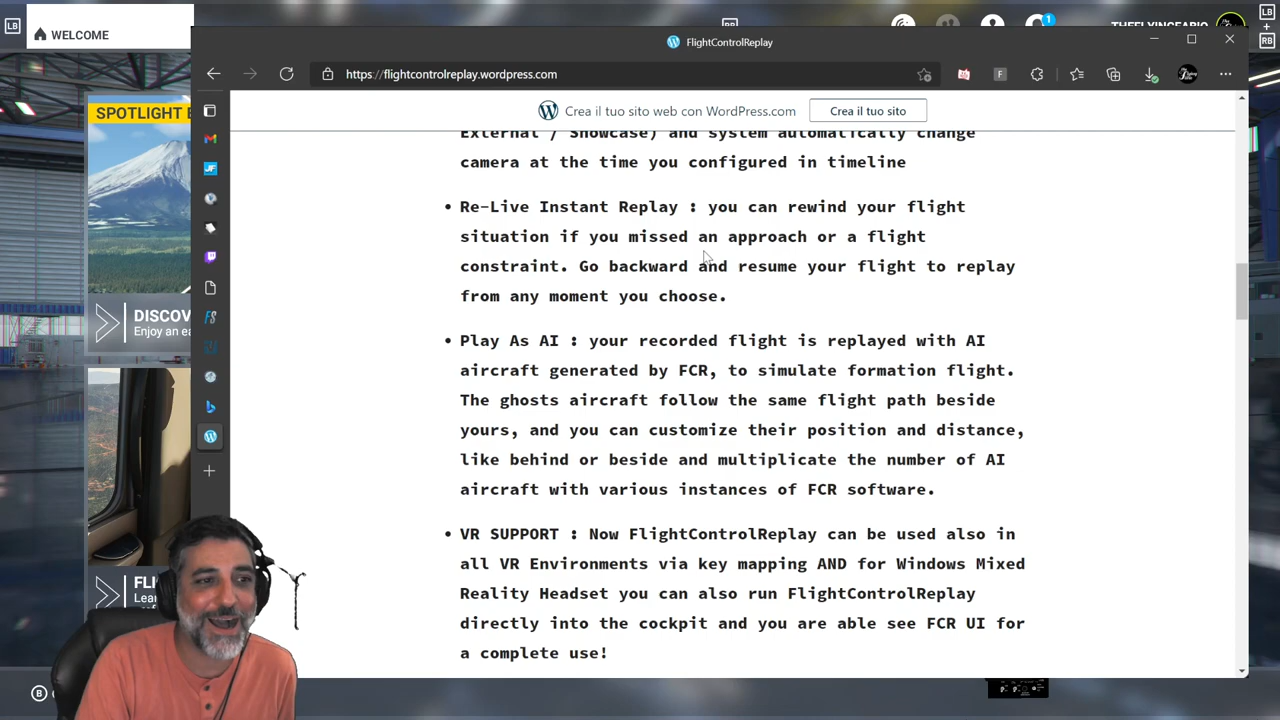 LB
WELCOME
RB
1
THEFLYINGFABIO
LB
+
RB
FlightControlReplay
https://flightcontrolreplay.wordpress.com
F
SPOTLIGHT E
Crea il tuo sito web con WordPress.com
Crea il tuo sito
External / Showcase) and system automatically change
camera at the time you configured in timeline
• Re-Live Instant Replay : you can rewind your flight
situation if you missed an approach or a flight
constraint. Go backward and resume your flight to replay
from any moment you choose.
DISCOV
Enjoy an ea
• Play As AI : your recorded flight is replayed with AI
aircraft generated by FCR, to simulate formation flight.
The ghosts aircraft follow the same flight path beside
yours, and you can customize their position and distance,
like behind or beside and multiplicate the number of AI
aircraft with various instances of FCR software.
• VR SUPPORT : Now FlightControlReplay can be used also in
all VR Environments via key mapping AND for Windows Mixed
Reality Headset you can also run FlightControlReplay
directly into the cockpit and you are able see FCR UI for
a complete use!
FLI
Lea
B